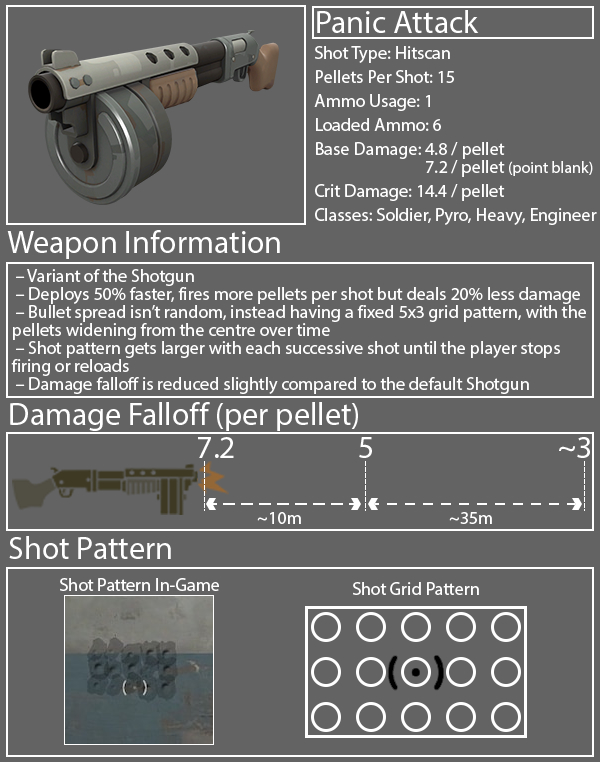 Panic Attack
Shot Type: Hitscan
Pellets Per Shot: 15
Ammo Usage: 1
Loaded Ammo: 6
Base Damage: 4.8 / pellet
7.2 / pellet (point blank)
Crit Damage: 14.4 / pellet
Classes: Soldier, Pyro, Heavy, Engineer
Weapon Information
– Variant of the Shotgun
– Deploys 50% faster, fires more pellets per shot but deals 20% less damage
– Bullet spread isn't random, instead having a fixed 5x3 grid pattern, with the
pellets widening from the centre over time
– Shot pattern gets larger with each successive shot until the player stops
firing or reloads
– Damage falloff is reduced slightly compared to the default Shotgun
Damage Falloff (per pellet)
7.2 5 ~3
~10m ~35m
Shot Pattern
Shot Pattern In-Game
Shot Grid Pattern